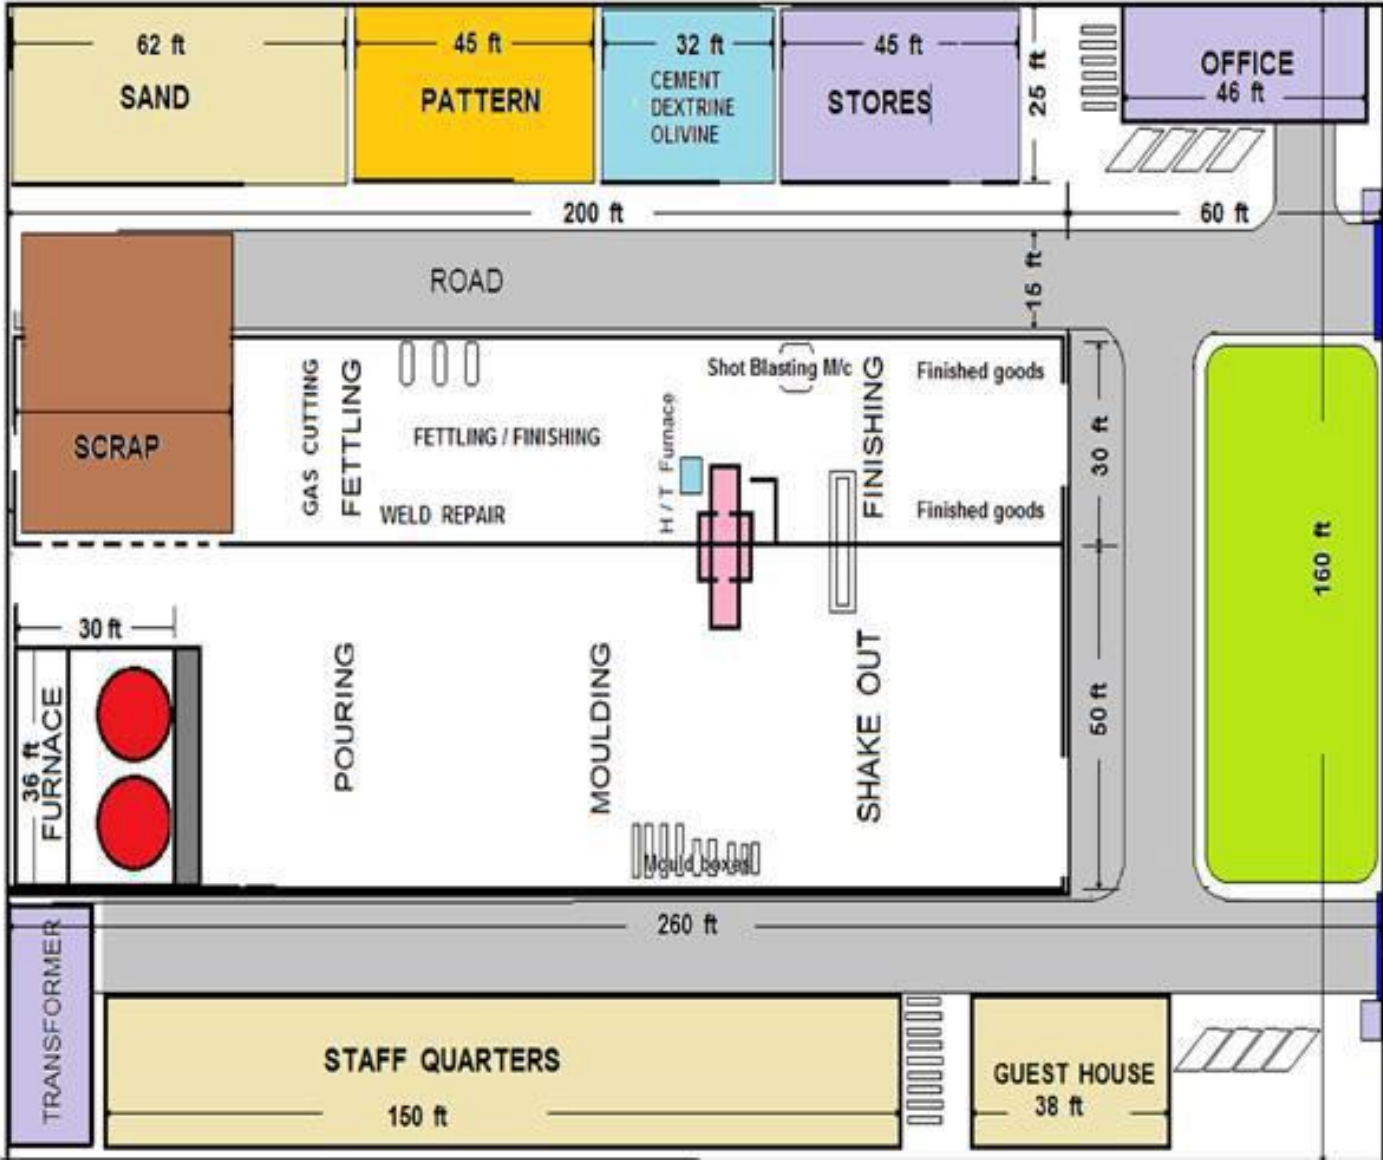 62 ft
SAND
45 ft
PATTERN
32 ft
CEMENT
DEXTRINE
OLIVINE
45 ft
STORES
25 ft
OFFICE
46 ft
200 ft
60 ft
ROAD
15 ft
SCRAP
GAS CUTTING
FETTLING
FETTLING / FINISHING
WELD REPAIR
H / T Furnace
Shot Blasting M/c
FINISHING
Finished goods
Finished goods
30 ft
160 ft
30 ft
36 ft
FURNACE
POURING
MOULDING
Mould boxes
SHAKE OUT
50 ft
260 ft
TRANSFORMER
STAFF QUARTERS
150 ft
GUEST HOUSE
38 ft